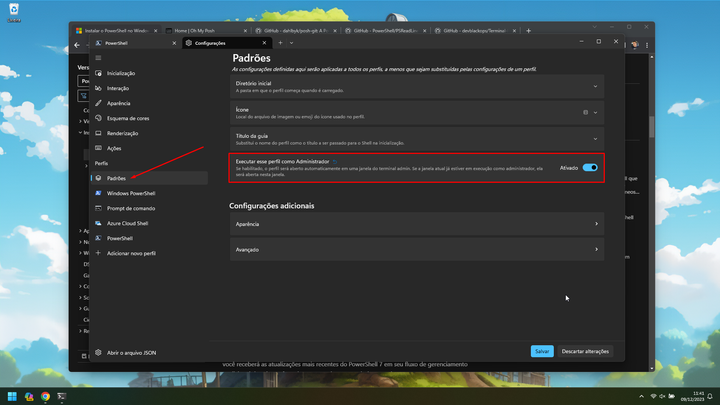 Lixeira
Instalar o PowerShell no Window
Home | Oh My Posh
GitHub - dahlbyk/posh-git: A P
GitHub - PowerShell/PSReadLin
GitHub - devblackops/Terminal
PowerShell
Configurações
Inicialização
Interação
Aparência
Esquema de cores
Renderização
Ações
Perfis
Padrões
Windows PowerShell
Prompt de comando
Azure Cloud Shell
PowerShell
Adicionar novo perfil
Abrir o arquivo JSON
Padrões
As configurações definidas aqui serão aplicadas a todos os perfis, a menos que sejam substituídas pelas configurações de um perfil.
Diretório inicial
A pasta em que o perfil começa quando é carregado.
Ícone
Local do arquivo de imagem ou emoji do ícone usado no perfil.
Título da guia
Substitui o nome do perfil como o título a ser passado para o Shell na inicialização.
Executar esse perfil como Administrador
Se habilitado, o perfil será aberto automaticamente em uma janela do terminal admin. Se a janela atual já estiver em execução como administrador, ela
será aberta nesta janela.
Ativado
Configurações adicionais
Aparência
Avançado
Salvar
Descartar alterações
você receberá as atualizações mais recentes do PowerShell 7 em seu fluxo de gerenciamento
11:41
09/12/2023